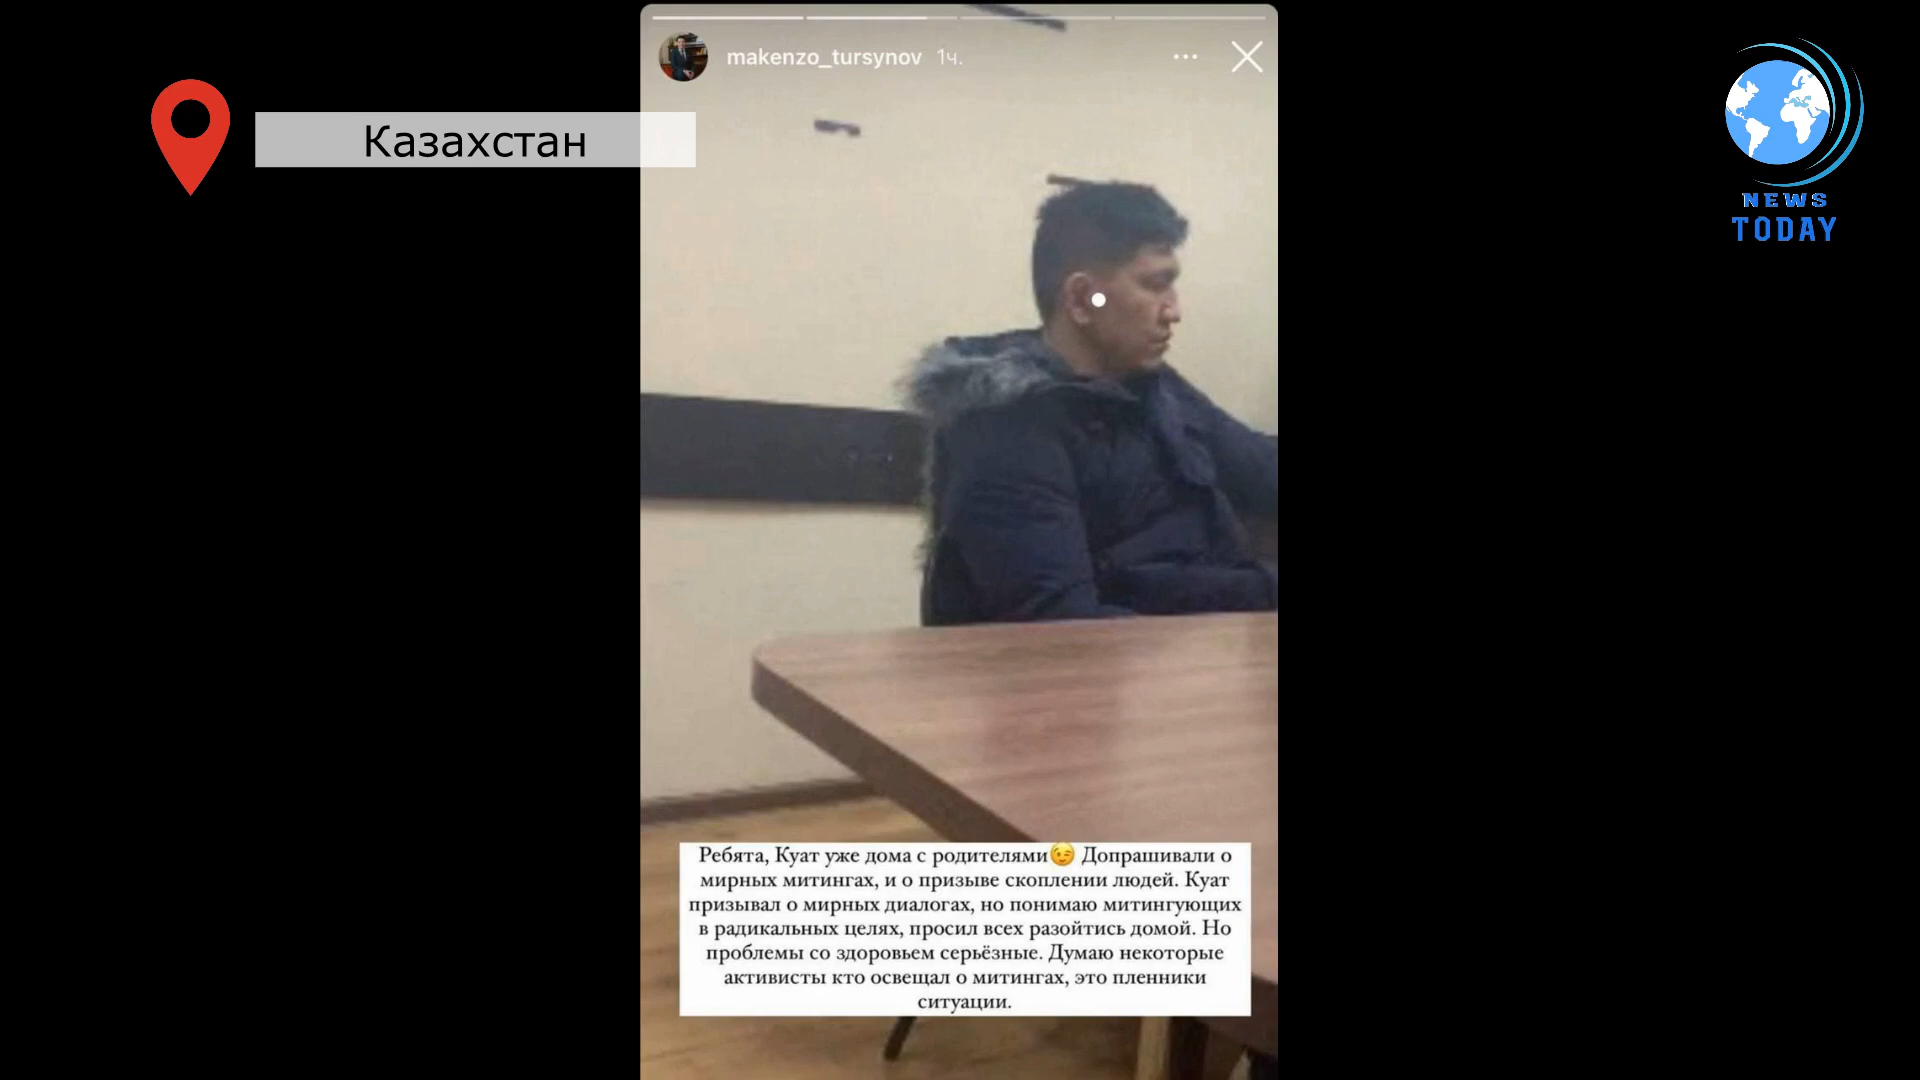 makenzo_tursynov 1ч.
Казахстан
NEWS
TODAY
Ребята, Куат уже дома с родителями😉 Допрашивали о
мирных митингах, и о призыве скоплении людей. Куат
призывал о мирных диалогах, но понимаю митингующих
в радикальных целях, просил всех разойтись домой. Но
проблемы со здоровьем серьёзные. Думаю некоторые
активисты кто освещал о митингах, это пленники
ситуации.